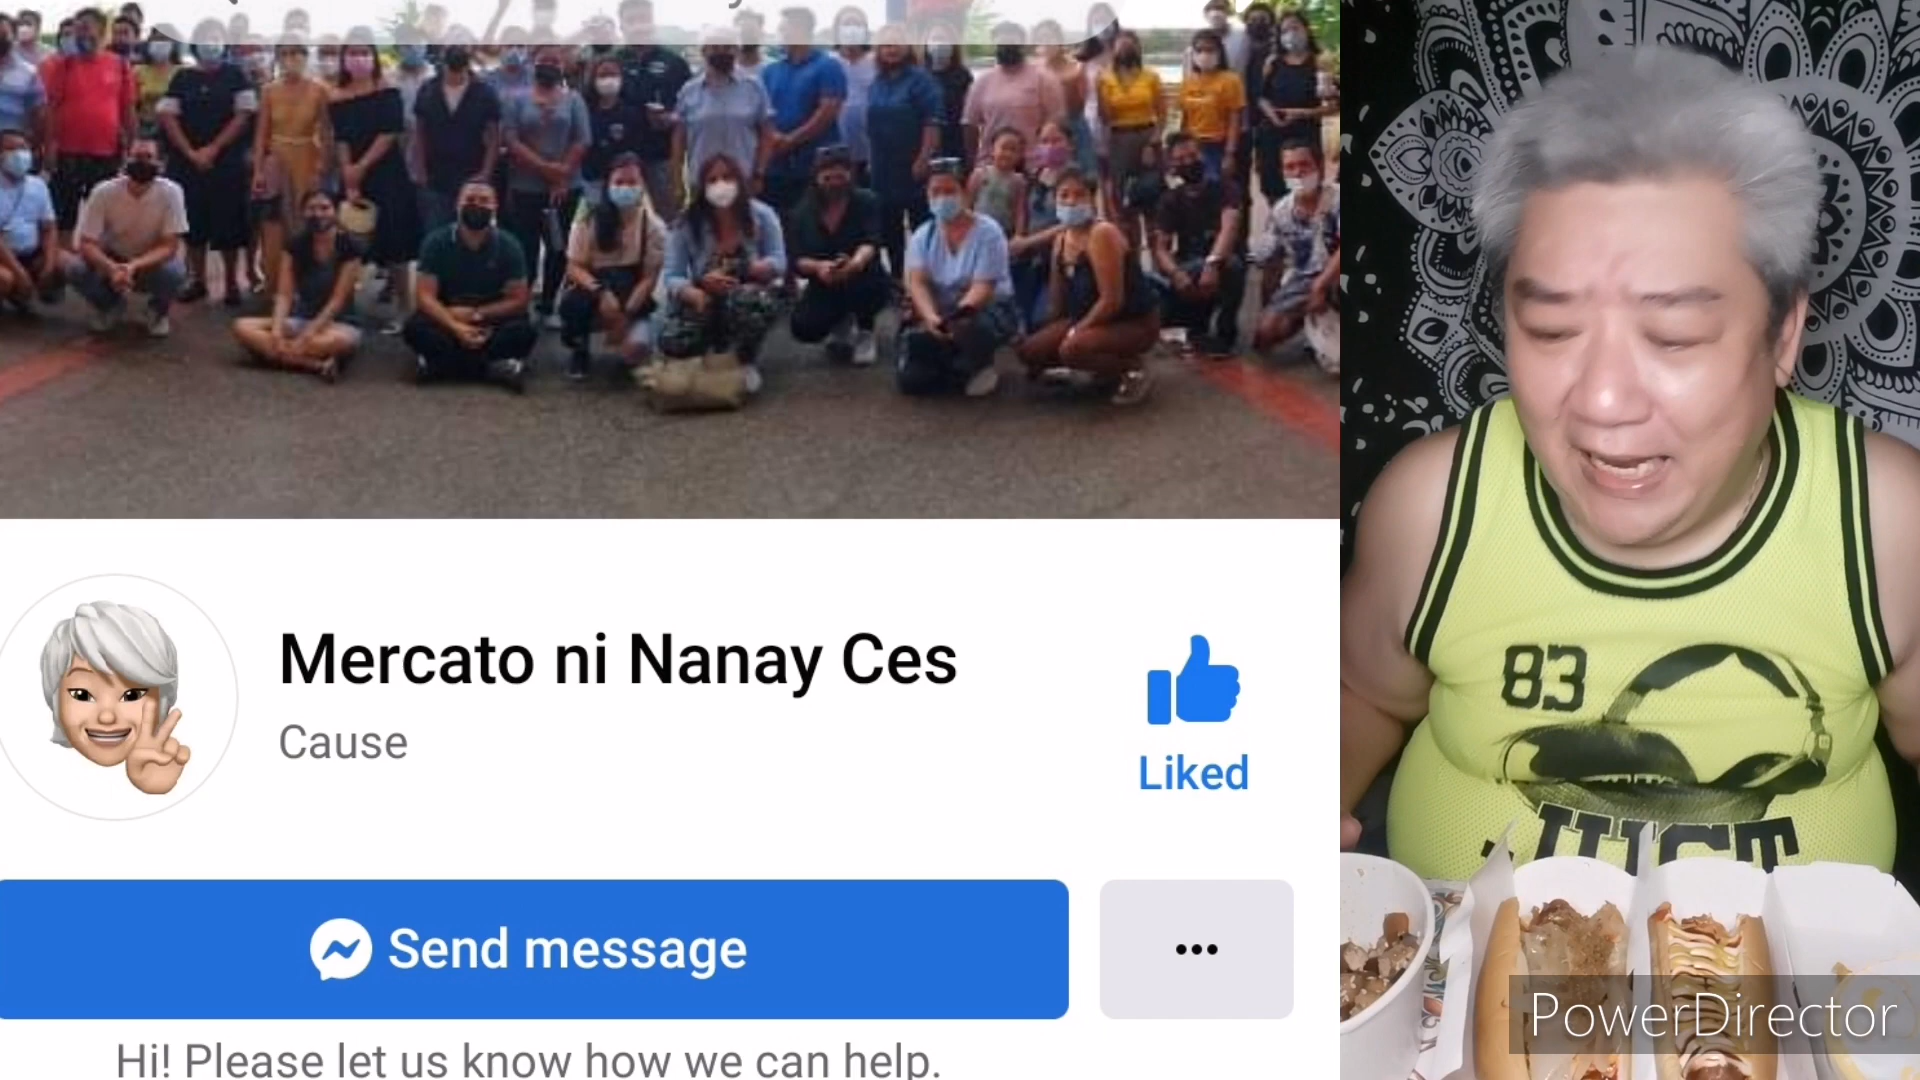 Mercato ni Nanay Ces
Cause
Liked
Send message
Hi! Please let us know how we can help.
83
JUST
PowerDirector